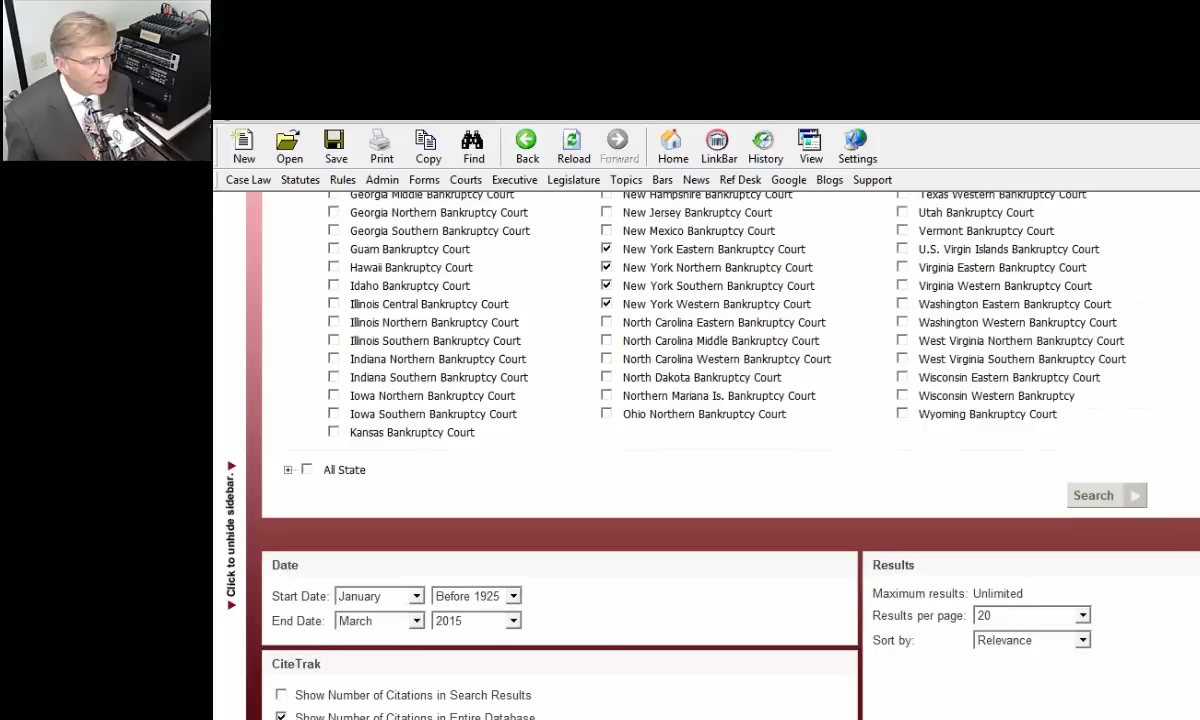 New Open Save Print Copy Find Back Reload Forward Home LinkBar History View Settings
Case Law Statutes Rules Admin Forms Courts Executive Legislature Topics Bars News Ref Desk Google Blogs Support
Georgia Middle Bankruptcy Court New Hampshire Bankruptcy Court Texas Western Bankruptcy Court
Georgia Northern Bankruptcy Court New Jersey Bankruptcy Court Utah Bankruptcy Court
Georgia Southern Bankruptcy Court New Mexico Bankruptcy Court Vermont Bankruptcy Court
Guam Bankruptcy Court New York Eastern Bankruptcy Court U.S. Virgin Islands Bankruptcy Court
Hawaii Bankruptcy Court New York Northern Bankruptcy Court Virginia Eastern Bankruptcy Court
Idaho Bankruptcy Court New York Southern Bankruptcy Court Virginia Western Bankruptcy Court
Illinois Central Bankruptcy Court New York Western Bankruptcy Court Washington Eastern Bankruptcy Court
Illinois Northern Bankruptcy Court North Carolina Eastern Bankruptcy Court Washington Western Bankruptcy Court
Illinois Southern Bankruptcy Court North Carolina Middle Bankruptcy Court West Virginia Northern Bankruptcy Court
Indiana Northern Bankruptcy Court North Carolina Western Bankruptcy Court West Virginia Southern Bankruptcy Court
Indiana Southern Bankruptcy Court North Dakota Bankruptcy Court Wisconsin Eastern Bankruptcy Court
Iowa Northern Bankruptcy Court Northern Mariana Is. Bankruptcy Court Wisconsin Western Bankruptcy
Iowa Southern Bankruptcy Court Ohio Northern Bankruptcy Court Wyoming Bankruptcy Court
Kansas Bankruptcy Court
All State
Search
Click to unhide sidebar.
Date
Start Date: January Before 1925
End Date: March 2015
Results
Maximum results: Unlimited
Results per page: 20
Sort by: Relevance
CiteTrak
Show Number of Citations in Search Results
Show Number of Citations in Entire Database